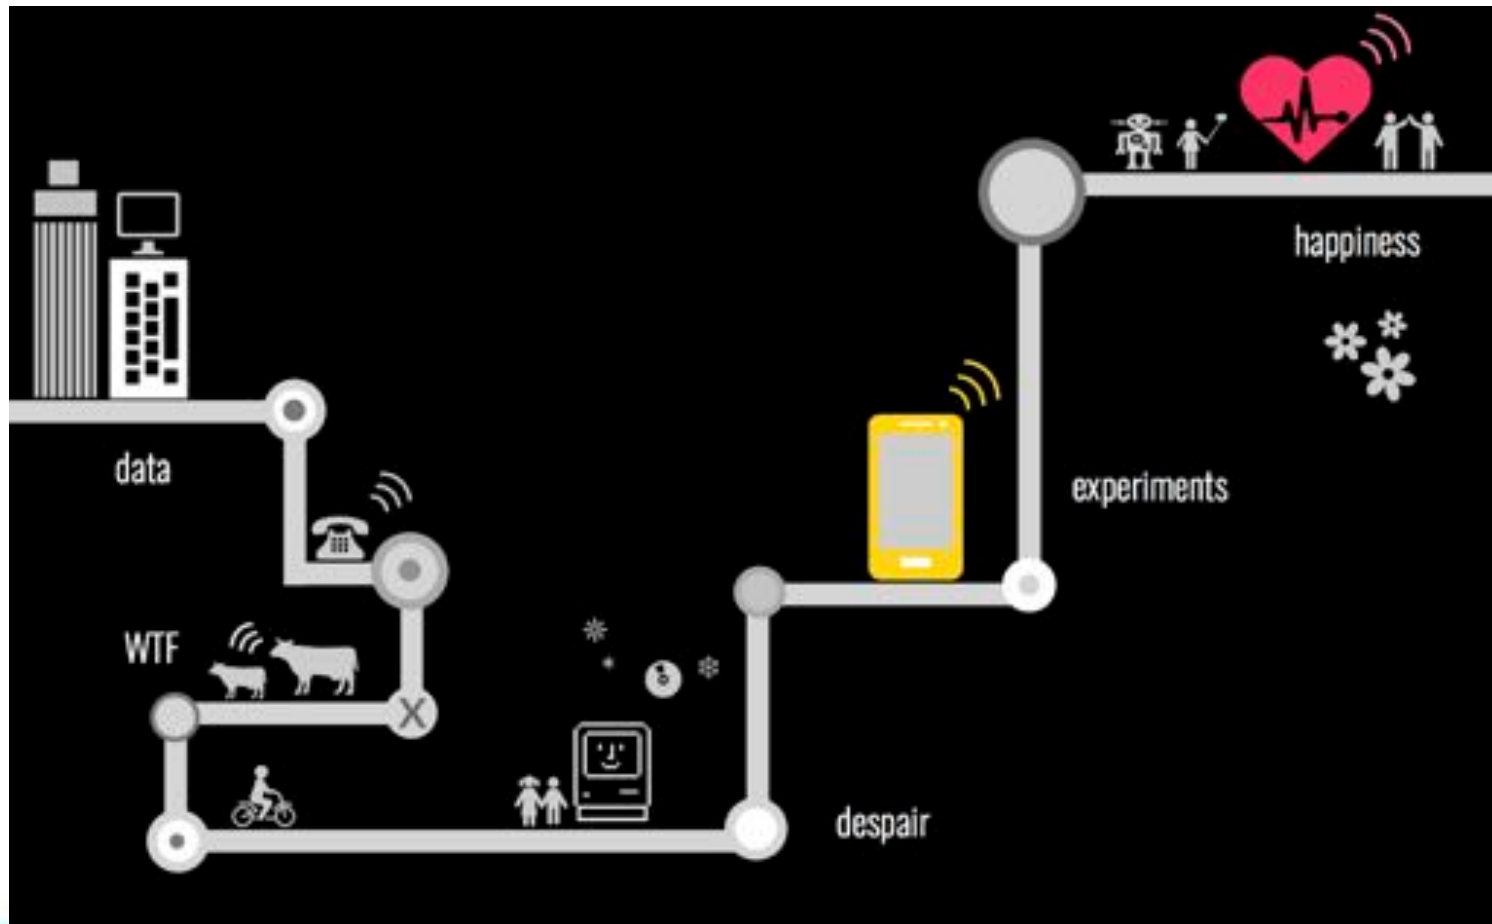 data
WTF
X
despair
experiments
happiness